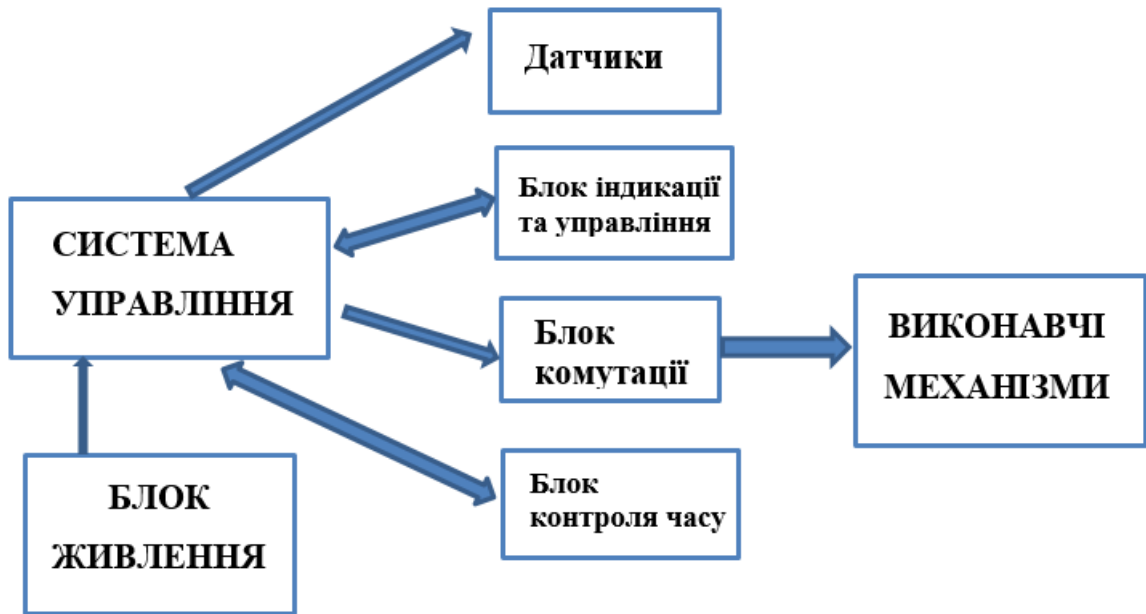 Датчики
Блок індикації
та управління
СИСТЕМА
УПРАВЛІННЯ
Блок
комутації
ВИКОНАВЧІ
МЕХАНІЗМИ
Блок
контроля часу
БЛОК
ЖИВЛЕННЯ